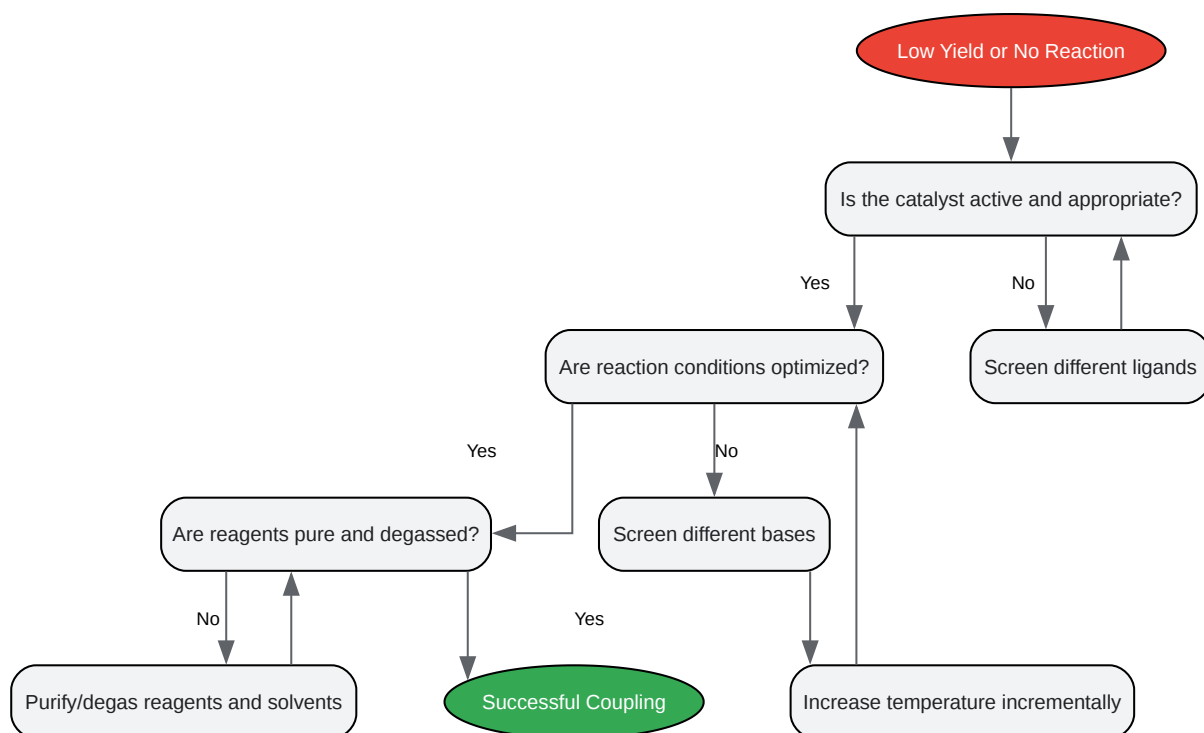 Low Yield or No Reaction
Is the catalyst active and appropriate?
Yes
No
Are reaction conditions optimized?
Screen different ligands
Yes
No
Are reagents pure and degassed?
Screen different bases
No
Yes
Purify/degas reagents and solvents
Successful Coupling
Increase temperature incrementally